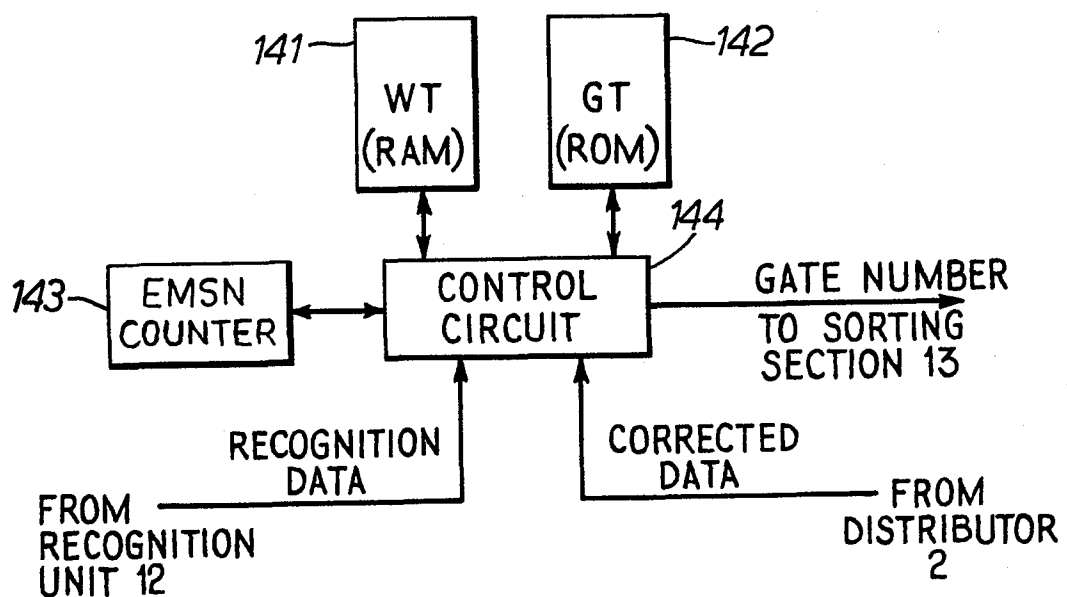 141
WT
(RAM)
142
GT
(ROM)
144
143
EMSN
COUNTER
CONTROL
CIRCUIT
GATE NUMBER
TO SORTING
SECTION 13
RECOGNITION
DATA
CORRECTED
DATA
FROM
RECOGNITION
UNIT 12
FROM
DISTRIBUTOR
2